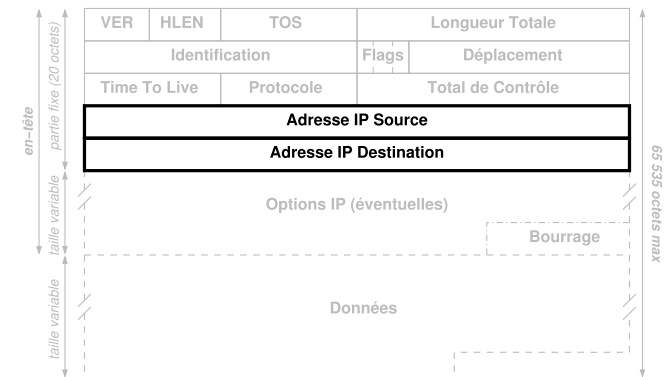 VER HLEN TOS Longueur Totale
Identification Flags Déplacement
Time To Live Protocole Total de Contrôle
Adresse IP Source
Adresse IP Destination
Options IP (éventuelles)
Bourrage
Données
en−tête
partie fixe (20 octets)
taille variable
taille variable
65 535 octets max